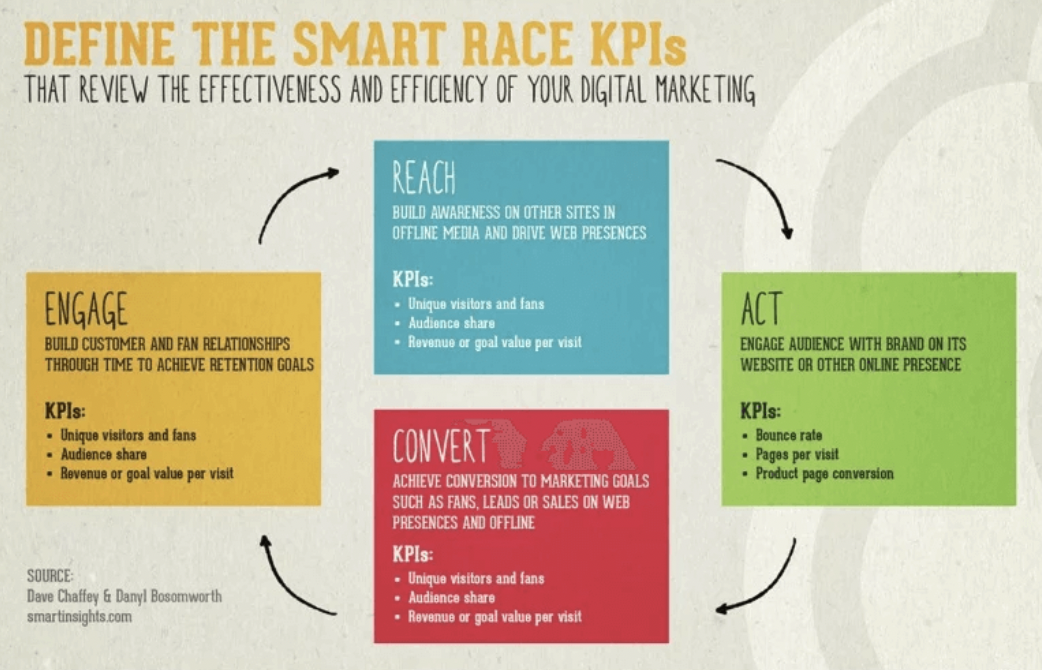 DEFINE THE SMART RACE KPIs
THAT REVIEW THE EFFECTIVENESS AND EFFICIENCY OF YOUR DIGITAL MARKETING
REACH
BUILD AWARENESS ON OTHER SITES IN
OFFLINE MEDIA AND DRIVE WEB PRESENCES
KPIs:
• Unique visitors and fans
• Audience share
• Revenue or goal value per visit
ENGAGE
BUILD CUSTOMER AND FAN RELATIONSHIPS
THROUGH TIME TO ACHIEVE RETENTION GOALS
KPIs:
• Unique visitors and fans
• Audience share
• Revenue or goal value per visit
ACT
ENGAGE AUDIENCE WITH BRAND ON ITS
WEBSITE OR OTHER ONLINE PRESENCE
KPIs:
• Bounce rate
• Pages per visit
• Product page conversion
CONVERT
ACHIEVE CONVERSION TO MARKETING GOALS
SUCH AS FANS, LEADS OR SALES ON WEB
PRESENCES AND OFFLINE
KPIs:
• Unique visitors and fans
• Audience share
• Revenue or goal value per visit
SOURCE:
Dave Chaffey & Danyl Bosomworth
smartinsights.com